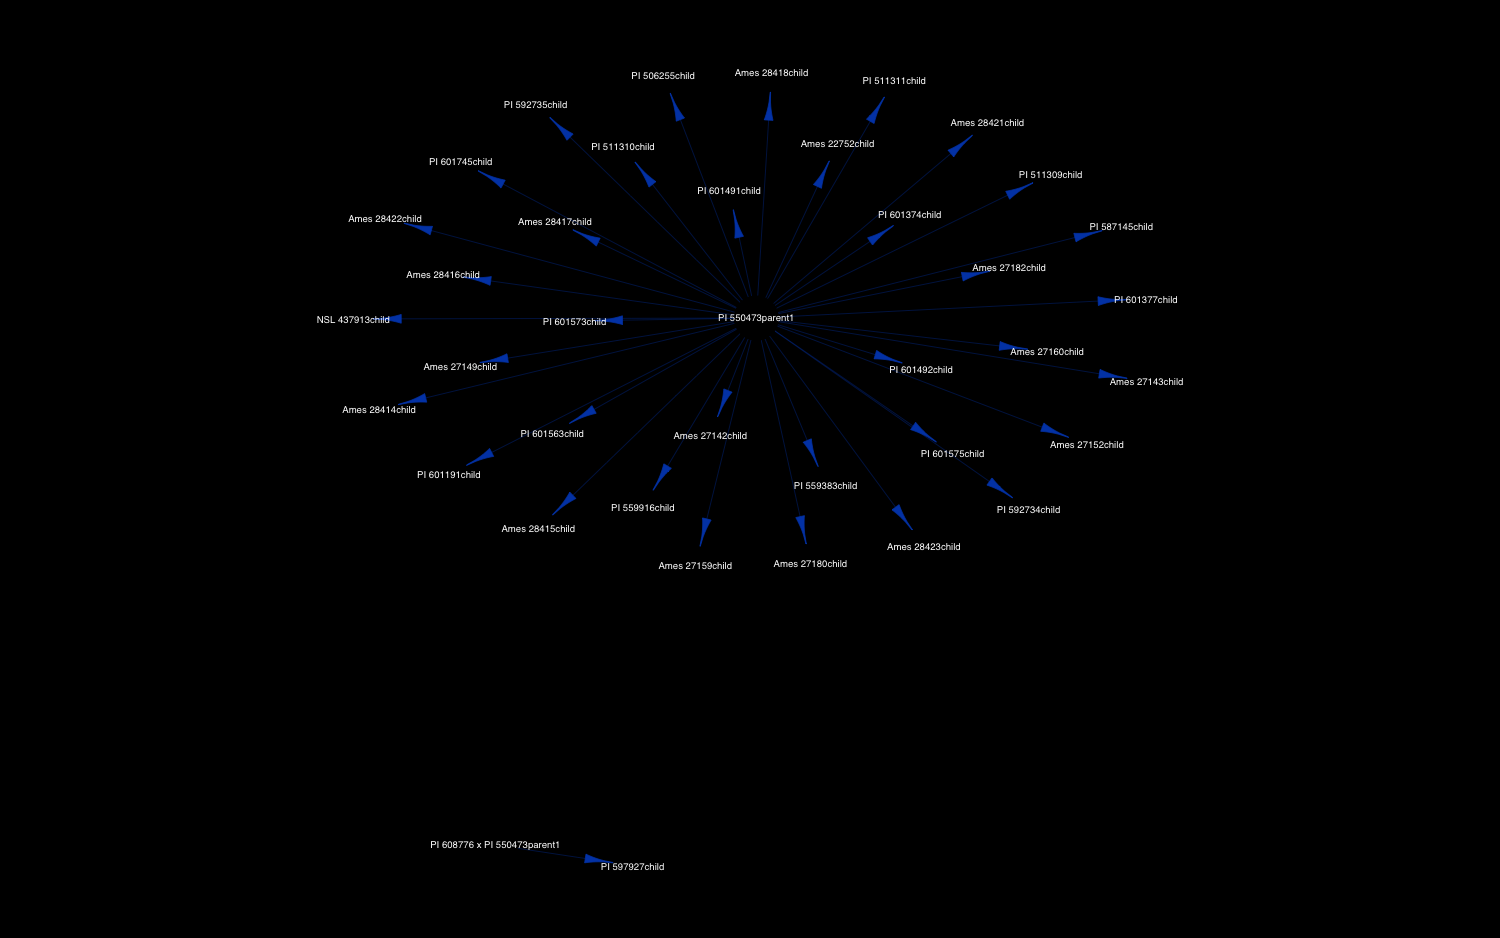 Ames 28418child
PI 506255child
PI 511311child
PI 592735child
Ames 28421child
Ames 22752child
PI 511310child
PI 601745child
PI 511309child
PI 601491child
PI 601374child
Ames 28422child
Ames 28417child
PI 587145child
Ames 27182child
Ames 28416child
PI 601377child
PI 550473parent1
NSL 437913child
PI 601573child
Ames 27160child
Ames 27149child
PI 601492child
Ames 27143child
Ames 28414child
PI 601563child
Ames 27142child
Ames 27152child
PI 601575child
PI 601191child
PI 559383child
PI 559916child
PI 592734child
Ames 28415child
Ames 28423child
Ames 27180child
Ames 27159child
PI 608776 x PI 550473parent1
PI 597927child